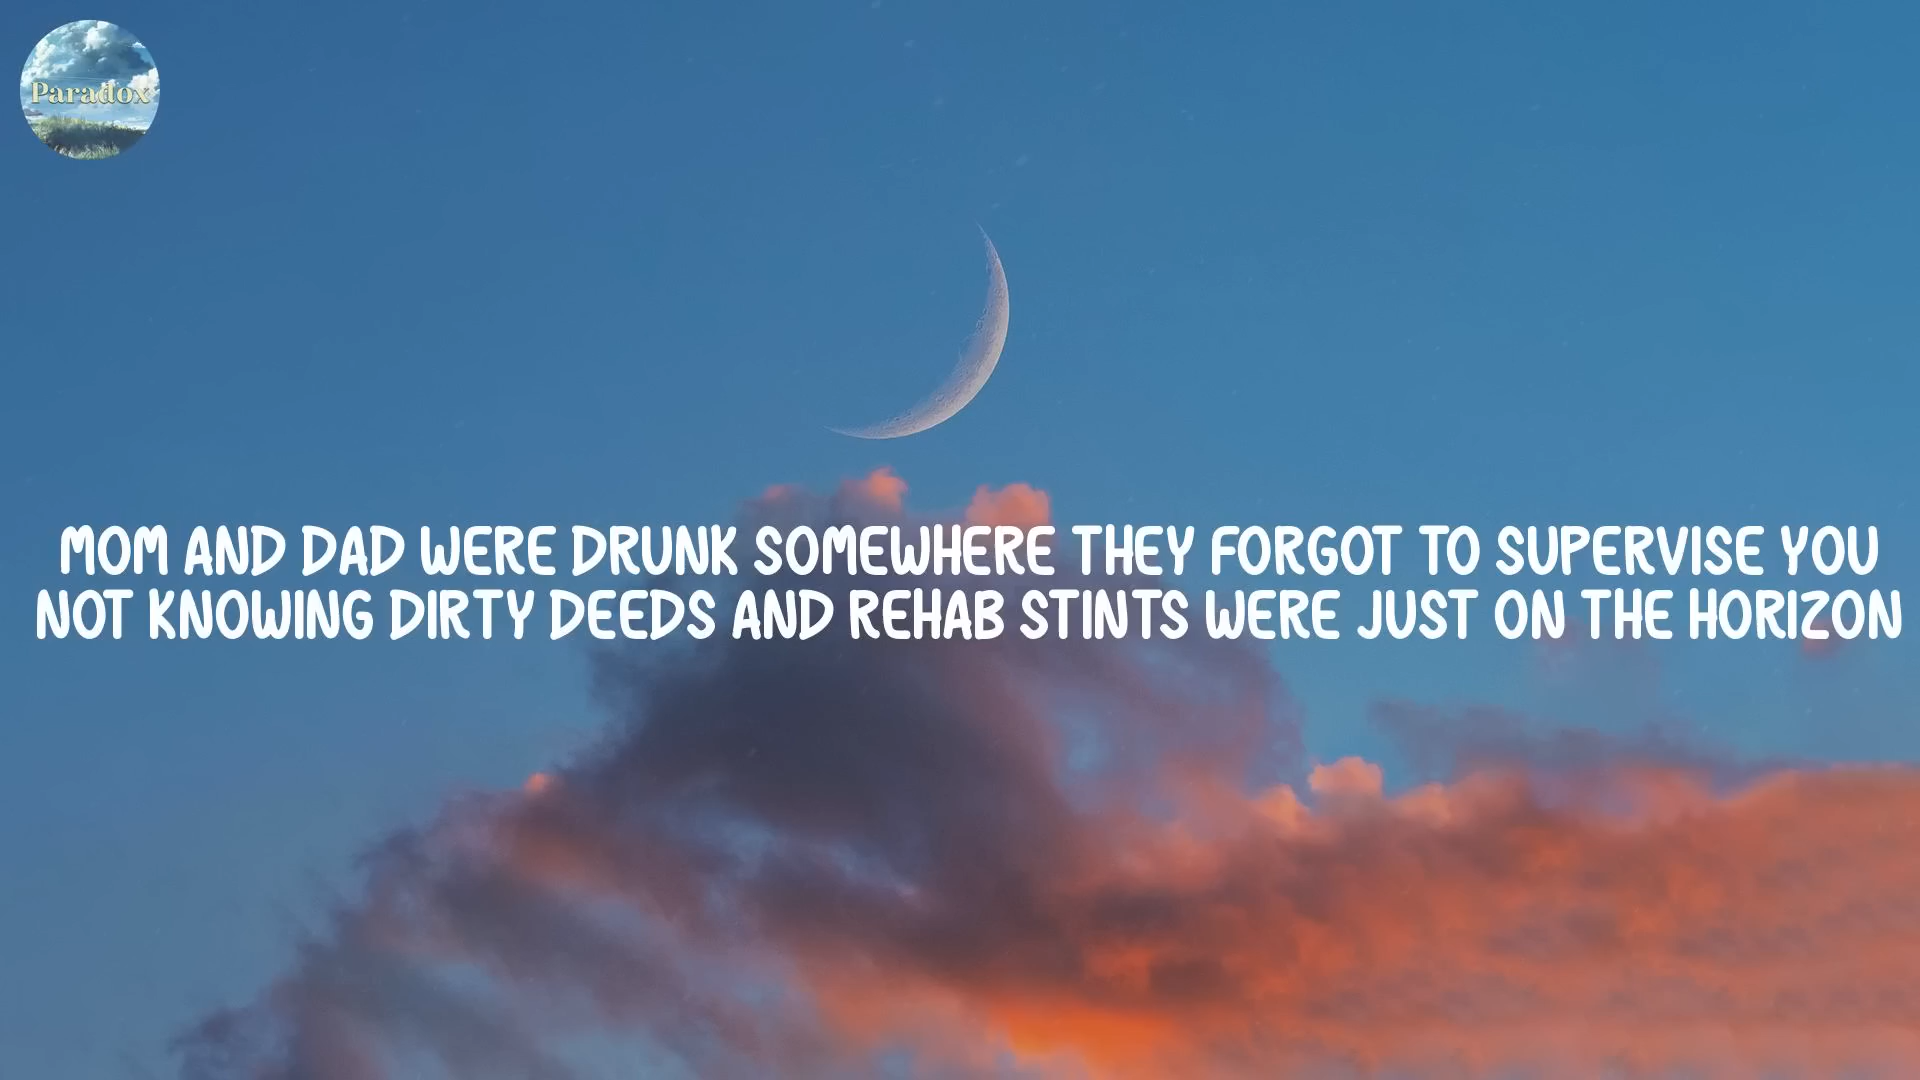 Paradox
MOM AND DAD WERE DRUNK SOMEWHERE THEY FORGOT TO SUPERVISE YOU
NOT KNOWING DIRTY DEEDS AND REHAB STINTS WERE JUST ON THE HORIZON